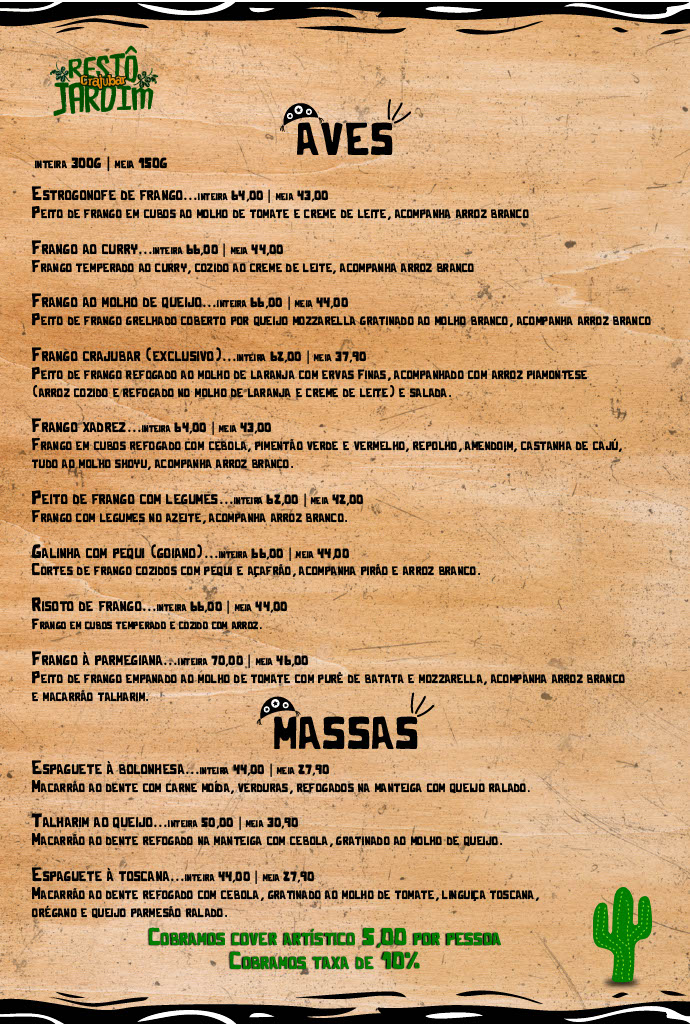 RESTÔ
Crajubar
JARDIM
AVES
INTEIRA 300G | MEIA 150G
ESTROGONOFE DE FRANGO...INTEIRA 64,00 | MEIA 43,00
PEITO DE FRANGO EM CUBOS AO MOLHO DE TOMATE E CREME DE LEITE, ACOMPANHA ARROZ BRANCO
FRANGO AO CURRY...INTEIRA 66,00 | MEIA 44,00
FRANGO TEMPERADO AO CURRY, COZIDO AO CREME DE LEITE, ACOMPANHA ARROZ BRANCO
FRANGO AO MOLHO DE QUEIJO...INTEIRA 66,00 | MEIA 44,00
PEITO DE FRANGO GRELHADO COBERTO POR QUEIJO MOZZARELLA GRATINADO AO MOLHO BRANCO, ACOMPANHA ARROZ BRANCO
FRANGO CRAJUBAR (EXCLUSIVO)...INTEIRA 62,00 | MEIA 37,90
PEITO DE FRANGO REFOGADO AO MOLHO DE LARANJA COM ERVAS FINAS, ACOMPANHADO COM ARROZ PIAMONTESE
(ARROZ COZIDO E REFOGADO NO MOLHO DE LARANJA E CREME DE LEITE) E SALADA.
FRANGO XADREZ...INTEIRA 64,00 | MEIA 43,00
FRANGO EM CUBOS REFOGADO COM CEBOLA, PIMENTÃO VERDE E VERMELHO, REPOLHO, AMENDOIM, CASTANHA DE CAJÚ,
TUDO AO MOLHO SHOYU, ACOMPANHA ARROZ BRANCO.
PEITO DE FRANGO COM LEGUMES...INTEIRA 62,00 | MEIA 42,00
FRANGO COM LEGUMES NO AZEITE, ACOMPANHA ARROZ BRANCO.
GALINHA COM PEQUI (GOIANO)...INTEIRA 66,00 | MEIA 44,00
CORTES DE FRANGO COZIDOS COM PEQUI E AÇAFRÃO, ACOMPANHA PIRÃO E ARROZ BRANCO.
RISOTO DE FRANGO...INTEIRA 66,00 | MEIA 44,00
FRANGO EM CUBOS TEMPERADO E COZIDO COM ARROZ.
FRANGO À PARMEGIANA...INTEIRA 70,00 | MEIA 46,00
PEITO DE FRANGO EMPANADO AO MOLHO DE TOMATE COM PURÊ DE BATATA E MOZZARELLA, ACOMPANHA ARROZ BRANCO
E MACARRÃO TALHARIM.
MASSAS
ESPAGUETE À BOLONHESA...INTEIRA 44,00 | MEIA 27,90
MACARRÃO AO DENTE COM CARNE MOÍDA, VERDURAS, REFOGADOS NA MANTEIGA COM QUEIJO RALADO.
TALHARIM AO QUEIJO...INTEIRA 50,00 | MEIA 30,90
MACARRÃO AO DENTE REFOGADO NA MANTEIGA COM CEBOLA, GRATINADO AO MOLHO DE QUEIJO.
ESPAGUETE À TOSCANA...INTEIRA 44,00 | MEIA 27,90
MACARRÃO AO DENTE REFOGADO COM CEBOLA, GRATINADO AO MOLHO DE TOMATE, LINGUIÇA TOSCANA,
ORÉGANO E QUEIJO PARMESÃO RALADO.
COBRAMOS COVER ARTÍSTICO 5,00 POR PESSOA
COBRAMOS TAXA DE 10%